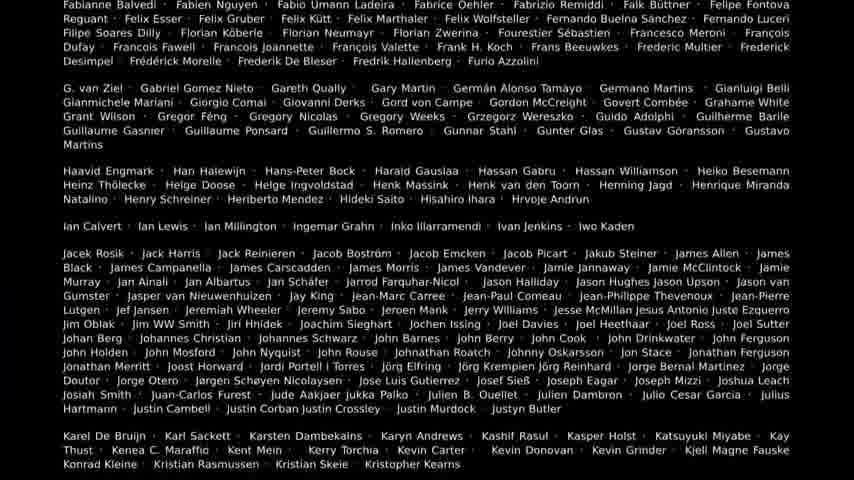 Fabianne Balvedi · Fabien Nguyen · Fabio Umann Ladeira · Fabrice Oehler · Fabrizio Remiddi · Falk Büttner · Felipe Fontova
Reguant · Felix Esser · Felix Gruber · Felix Kütt · Felix Marthaler · Felix Wolfsteller · Fernando Buelna Sánchez · Fernando Luceri
Filipe Soares Dilly · Florian Köberle · Florian Neumayr · Florian Zwerina · Fourestier Sébastien · Francesco Meroni · François
Dufay · Francois Fawell · Francois Joannette · François Valette · Frank H. Koch · Frans Beeuwkes · Frederic Multier · Frederick
Desimpel · Frédérick Morelle · Frederik De Bleser · Fredrik Hallenberg · Furio Azzolini
G. van Ziel · Gabriel Gomez Nieto · Gareth Qually · Gary Martin · Germán Alonso Tamayo · Germano Martins · Gianluigi Belli
Gianmichele Mariani · Giorgio Comai · Giovanni Derks · Gord von Campe · Gordon McCreight · Govert Combée · Grahame White
Grant Wilson · Gregor Féng · Gregory Nicolas · Gregory Weeks · Grzegorz Wereszko · Guido Adolphi · Guilherme Barile
Guillaume Gasnier · Guillaume Ponsard · Guillermo S. Romero · Gunnar Stahl · Gunter Glas · Gustav Göransson · Gustavo
Martins
Haavid Engmark · Han Halewijn · Hans-Peter Bock · Harald Gauslaa · Hassan Gabru · Hassan Williamson · Heiko Besemann
Heinz Thölecke · Helge Doose · Helge Ingvoldstad · Henk Massink · Henk van den Toorn · Henning Jagd · Henrique Miranda
Natalino · Henry Schreiner · Heriberto Mendez · Hideki Saito · Hisahiro Ihara · Hrvoje Andrun
Ian Calvert · Ian Lewis · Ian Millington · Ingemar Grahn · Inko Illarramendi · Ivan Jenkins · Iwo Kaden
Jacek Rosik · Jack Harris · Jack Reinieren · Jacob Boström · Jacob Emcken · Jacob Picart · Jakub Steiner · James Allen · James
Black · James Campanella · James Carscadden · James Morris · James Vandever · Jamie Jannaway · Jamie McClintock · Jamie
Murray · Jan Ainali · Jan Albartus · Jan Schäfer · Jarrod Farquhar-Nicol · Jason Halliday · Jason Hughes Jason Upson · Jason van
Gumster · Jasper van Nieuwenhuizen · Jay King · Jean-Marc Carree · Jean-Paul Comeau · Jean-Philippe Thevenoux · Jean-Pierre
Lutgen · Jef Jansen · Jeremiah Wheeler · Jeremy Sabo · Jeroen Mank · Jerry Williams · Jesse McMillan Jesus Antonio Juste Ezquerro
Jim Oblak · Jim WW Smith · Jiri Hnidek · Joachim Sieghart · Jochen Issing · Joel Davies · Joel Heethaar · Joel Ross · Joel Sutter
Johan Berg · Johannes Christian · Johannes Schwarz · John Barnes · John Berry · John Cook · John Drinkwater · John Ferguson
John Holden · John Mosford · John Nyquist · John Rouse · Johnathan Roatch · Johnny Oskarsson · Jon Stace · Jonathan Ferguson
Jonathan Merritt · Joost Horward · Jordi Portell i Torres · Jörg Elfring · Jörg Krempien Jörg Reinhard · Jorge Bernal Martinez · Jorge
Doutor · Jorge Otero · Jørgen Schøyen Nicolaysen · Jose Luis Gutierrez · Josef Sieß · Joseph Eagar · Joseph Mizzi · Joshua Leach
Josiah Smith · Juan-Carlos Furest · Jude Aakjaer Jukka Palko · Julien B. Ouellet · Julien Dambron · Julio Cesar Garcia · Julius
Hartmann · Justin Cambell · Justin Corban Justin Crossley · Justin Murdock · Justyn Butler
Karel De Bruijn · Karl Sackett · Karsten Dambekalns · Karyn Andrews · Kashif Rasul · Kasper Holst · Katsuyuki Miyabe · Kay
Thust · Kenea C. Maraffio · Kent Mein · Kerry Torchia · Kevin Carter · Kevin Donovan · Kevin Grinder · Kjell Magne Fauske
Konrad Kleine · Kristian Rasmussen · Kristian Skeie · Kristopher Kearns